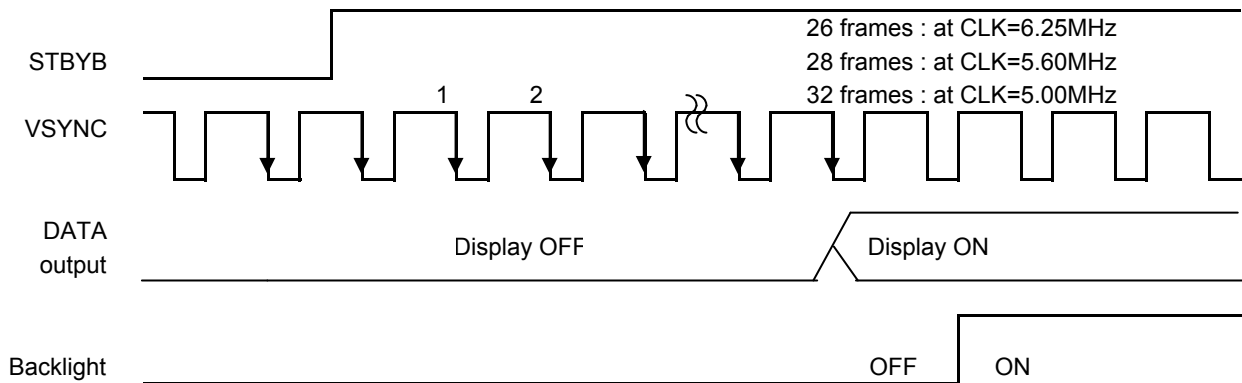 26 frames : at CLK=6.25MHz
STBYB
28 frames : at CLK=5.60MHz
1 2 32 frames : at CLK=5.00MHz
VSYNC
DATA
output
Display OFF Display ON
Backlight OFF ON